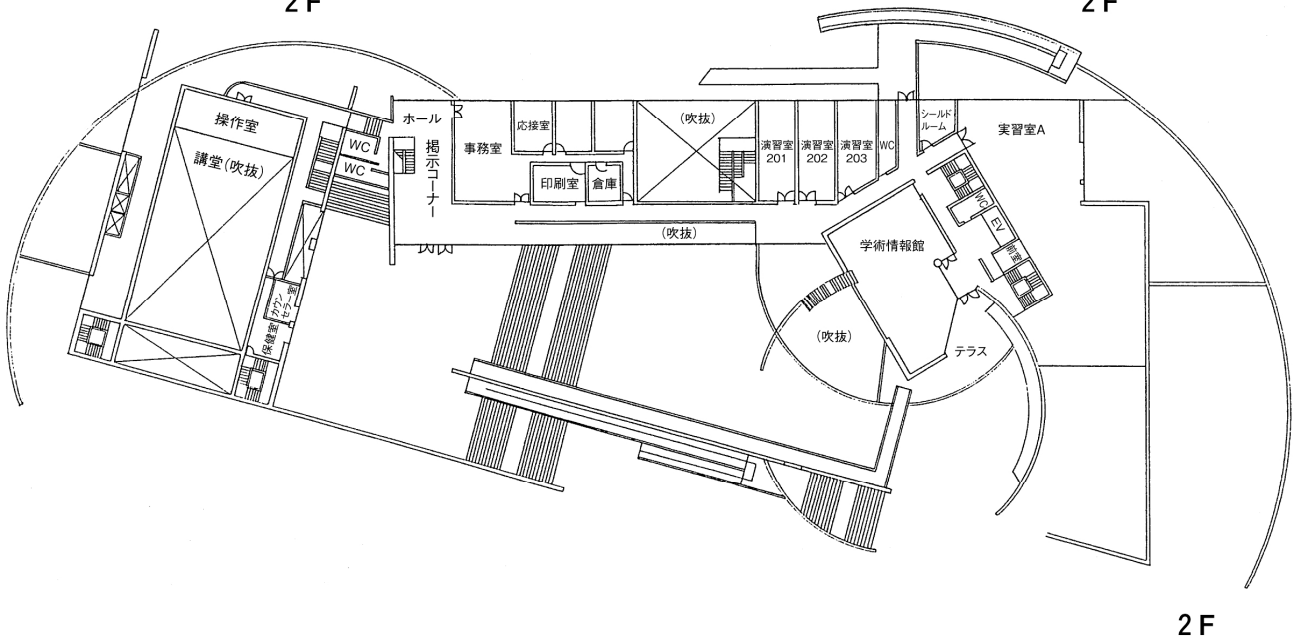 2F
2F
操作室
講堂(吹抜)
WC
WC
ホール
掲示コーナー
事務室
応接室
印刷室
倉庫
(吹抜)
演習室
201
演習室
202
演習室
203
WC
シールド
ルーム
実習室A
(吹抜)
学術情報館
WC
EV
前室
カウン
セラー室
保健室
(吹抜)
テラス
2F